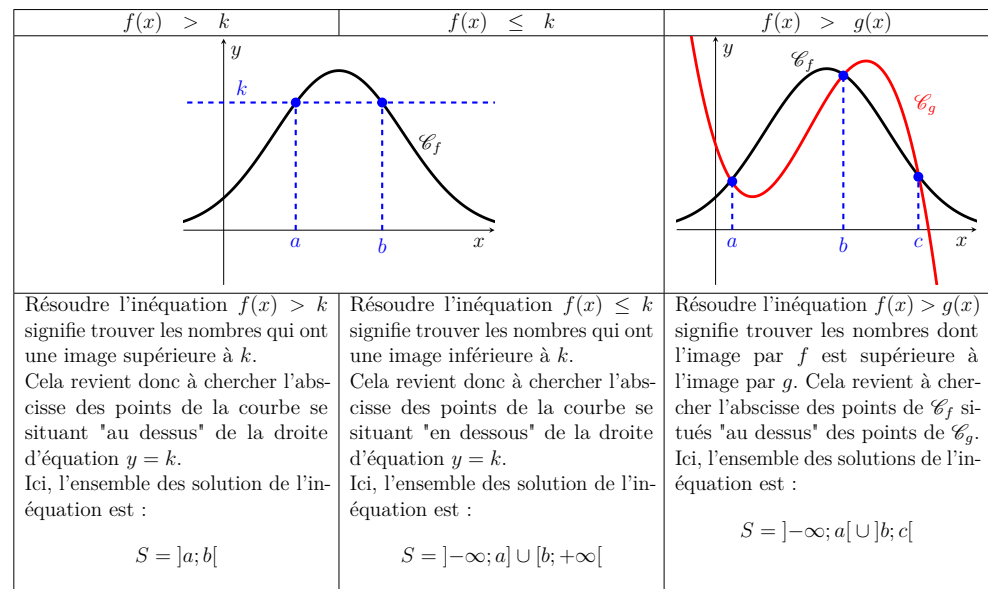 f(x) > k
f(x) ≤ k
f(x) > g(x)
y
k
𝒞f
a
b
x
y
𝒞f
𝒞g
a
b
c
x
Résoudre l'inéquation f(x) > k
signifie trouver les nombres qui ont
une image supérieure à k.
Cela revient donc à chercher l'abs-
cisse des points de la courbe se
situant "au dessus" de la droite
d'équation y = k.
Ici, l'ensemble des solution de l'in-
équation est :
S = ]a; b[
Résoudre l'inéquation f(x) ≤ k
signifie trouver les nombres qui ont
une image inférieure à k.
Cela revient donc à chercher l'abs-
cisse des points de la courbe se
situant "en dessous" de la droite
d'équation y = k.
Ici, l'ensemble des solution de l'in-
équation est :
S = ]−∞; a] ∪ [b; +∞[
Résoudre l'inéquation f(x) > g(x)
signifie trouver les nombres dont
l'image par f est supérieure à
l'image par g. Cela revient à cher-
cher l'abscisse des points de 𝒞f si-
tués "au dessus" des points de 𝒞g.
Ici, l'ensemble des solutions de l'in-
équation est :
S = ]−∞; a[ ∪ ]b; c[